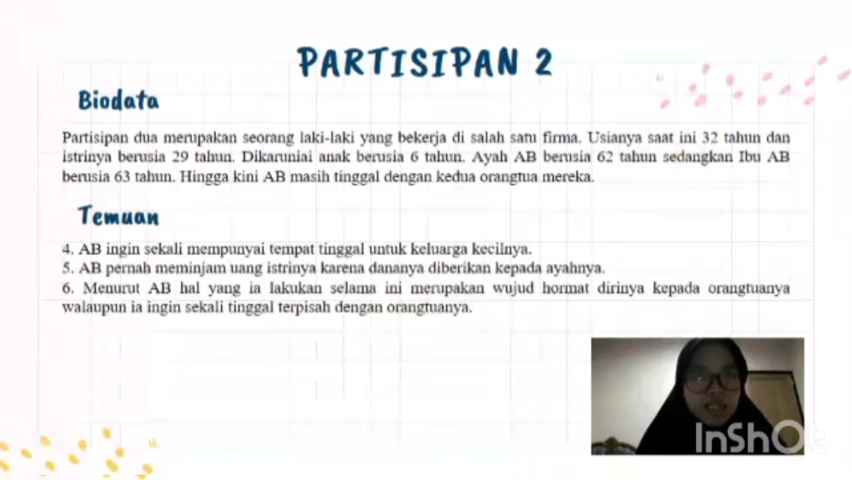 PARTISIPAN 2
Biodata
Partisipan dua merupakan seorang laki-laki yang bekerja di salah satu firma. Usianya saat ini 32 tahun dan
istrinya berusia 29 tahun. Dikaruniai anak berusia 6 tahun. Ayah AB berusia 62 tahun sedangkan Ibu AB
berusia 63 tahun. Hingga kini AB masih tinggal dengan kedua orangtua mereka.
Temuan
4. AB ingin sekali mempunyai tempat tinggal untuk keluarga kecilnya.
5. AB pernah meminjam uang istrinya karena dananya diberikan kepada ayahnya.
6. Menurut AB hal yang ia lakukan selama ini merupakan wujud hormat dirinya kepada orangtuanya
walaupun ia ingin sekali tinggal terpisah dengan orangtuanya.
InShOt